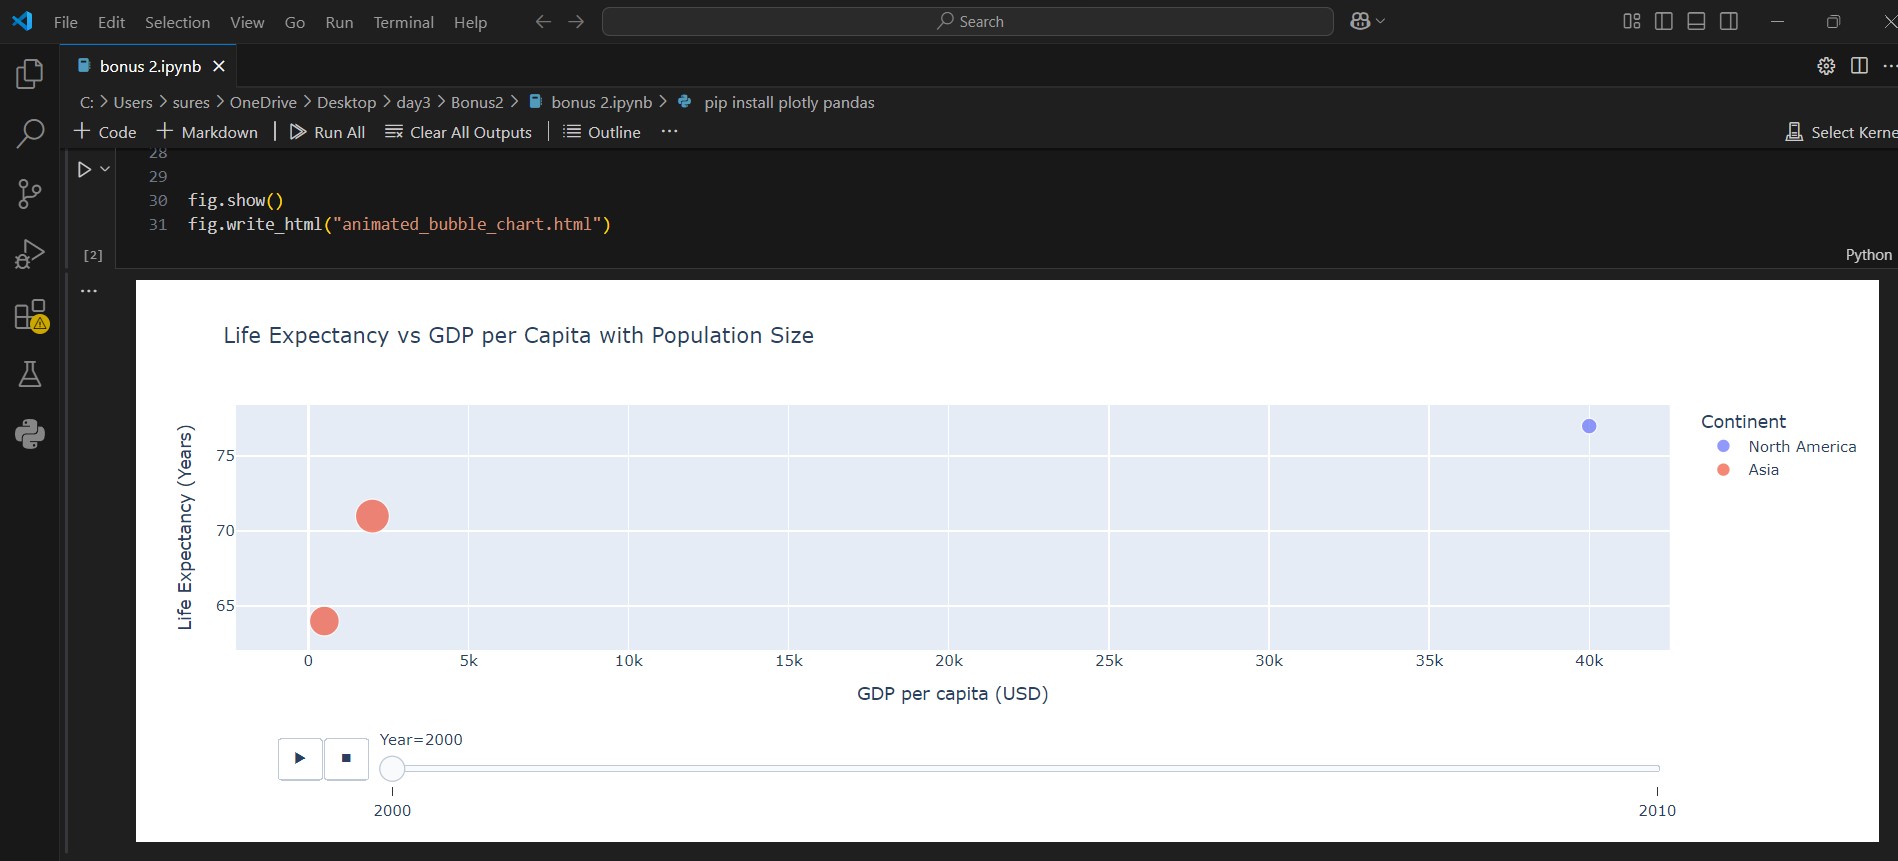 File Edit Selection View Go Run Terminal Help
Search
bonus 2.ipynb
C: > Users > sures > OneDrive > Desktop > day3 > Bonus2 > bonus 2.ipynb > pip install plotly pandas
+ Code + Markdown Run All Clear All Outputs Outline ...
Select Kerne
28
29
30 fig.show()
31 fig.write_html("animated_bubble_chart.html")
[2]
Python
Life Expectancy vs GDP per Capita with Population Size
Life Expectancy (Years)
75
70
65
0 5k 10k 15k 20k 25k 30k 35k 40k
GDP per capita (USD)
Continent
North America
Asia
Year=2000
2000 2010